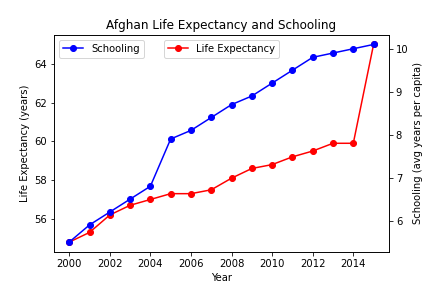 Afghan Life Expectancy and Schooling
Schooling
Life Expectancy
Life Expectancy (years)
64
62
60
58
56
10
9
8
7
6
Schooling (avg years per capita)
2000 2002 2004 2006 2008 2010 2012 2014
Year